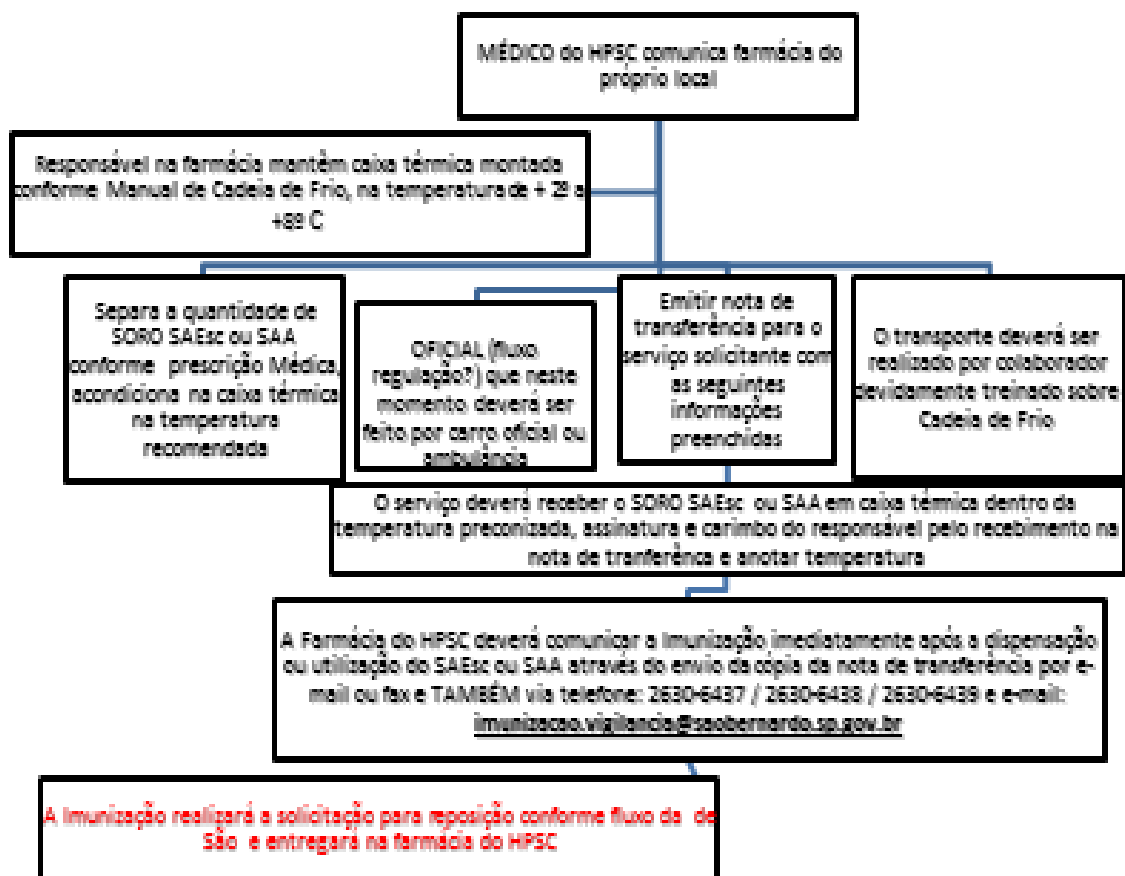 MÉDICO do HPSC comunica farmácia do
próprio local
Responsável na farmácia mantêm caixa térmica montada
conforme Manual de Cadeia de Frio, na temperatura de + 2º a
+8º C
Separa a quantidade de
SORO SAEsc ou SAA
conforme prescrição Médica,
acondiciona na caixa térmica
na temperatura
recomendada
OFICIAL (fluxo
regulação?) que neste
momento deverá ser
feito por carro oficial ou
ambulância
Emitir nota de
transferência para o
serviço solicitante com
as seguintes
informações
preenchidas
O transporte deverá ser
realizado por colaborador
devidamente treinado sobre
Cadeia de Frio
O serviço deverá receber o SORO SAEsc ou SAA em caixa térmica dentro da
temperatura preconizada, assinatura e carimbo do responsável pelo recebimento na
nota de tranferênca e anotar temperatura
A Farmácia do HPSC deverá comunicar a Imunização imediatamente após a dispensação
ou utilização do SAEsc ou SAA através do envio da cópia da nota de transferência por e-
mail ou fax e TAMBÉM via telefone: 2630-6437 / 2630-6438 / 2630-6439 e e-mail:
imunizacao.vigilancia@saobernardo.sp.gov.br
A Imunização realizará a solicitação para reposição conforme fluxo da de
São e entregará na farmácia do HPSC